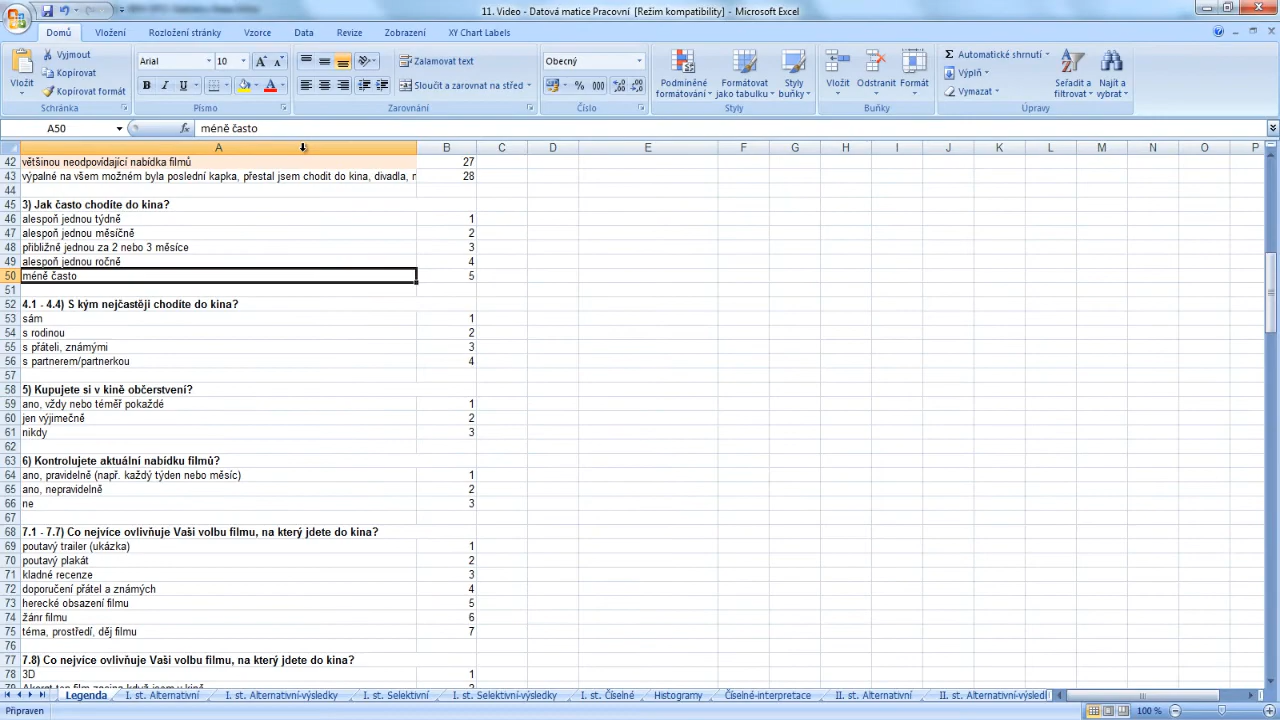 11. Video - Datová matice Pracovní [Režim kompatibility] - Microsoft Excel
Domů Vložení Rozložení stránky Vzorce Data Revize Zobrazení XY Chart Labels
Vložit Vyjmout Kopírovat Kopírovat formát Schránka
Arial 10 B I U A Písmo
Zalamovat text Sloučit a zarovnat na střed Zarovnání
Obecný % 000 Číslo
Podmíněné formátování Formátovat jako tabulku Styly buňky Styly
Vložit Odstranit Formát Buňky
Automatické shrnutí Výplň Vymazat Seřadit a filtrovat Najít a vybrat Úpravy
A50 fx méně často
A B C D E F G H I J K L M N O P
42 většinou neodpovídající nabídka filmů 27
43 výpalné na všem možném byla poslední kapka, přestal jsem chodit do kina, divadla, 28
44
45 3) Jak často chodíte do kina?
46 alespoň jednou týdně 1
47 alespoň jednou měsíčně 2
48 přibližně jednou za 2 nebo 3 měsíce 3
49 alespoň jednou ročně 4
50 méně často 5
51
52 4.1 - 4.4) S kým nejčastěji chodíte do kina?
53 sám 1
54 s rodinou 2
55 s přáteli, známými 3
56 s partnerem/partnerkou 4
57
58 5) Kupujete si v kině občerstvení?
59 ano, vždy nebo téměř pokaždé 1
60 jen výjimečně 2
61 nikdy 3
62
63 6) Kontrolujete aktuální nabídku filmů?
64 ano, pravidelně (např. každý týden nebo měsíc) 1
65 ano, nepravidelně 2
66 ne 3
67
68 7.1 - 7.7) Co nejvíce ovlivňuje Vaši volbu filmu, na který jdete do kina?
69 poutavý trailer (ukázka) 1
70 poutavý plakát 2
71 kladné recenze 3
72 doporučení přátel a známých 4
73 herecké obsazení filmu 5
74 žánr filmu 6
75 téma, prostředí, děj filmu 7
76
77 7.8) Co nejvíce ovlivňuje Vaši volbu filmu, na který jdete do kina?
78 3D 1
Legenda I. st. Alternativní I. st. Alternativní-výsledky I. st. Selektivní I. st. Selektivní-výsledky I. st. Číselné Histogramy Číselné-interpretace II. st. Alternativní II. st. Alternativní-výsled
Připraven 100 %